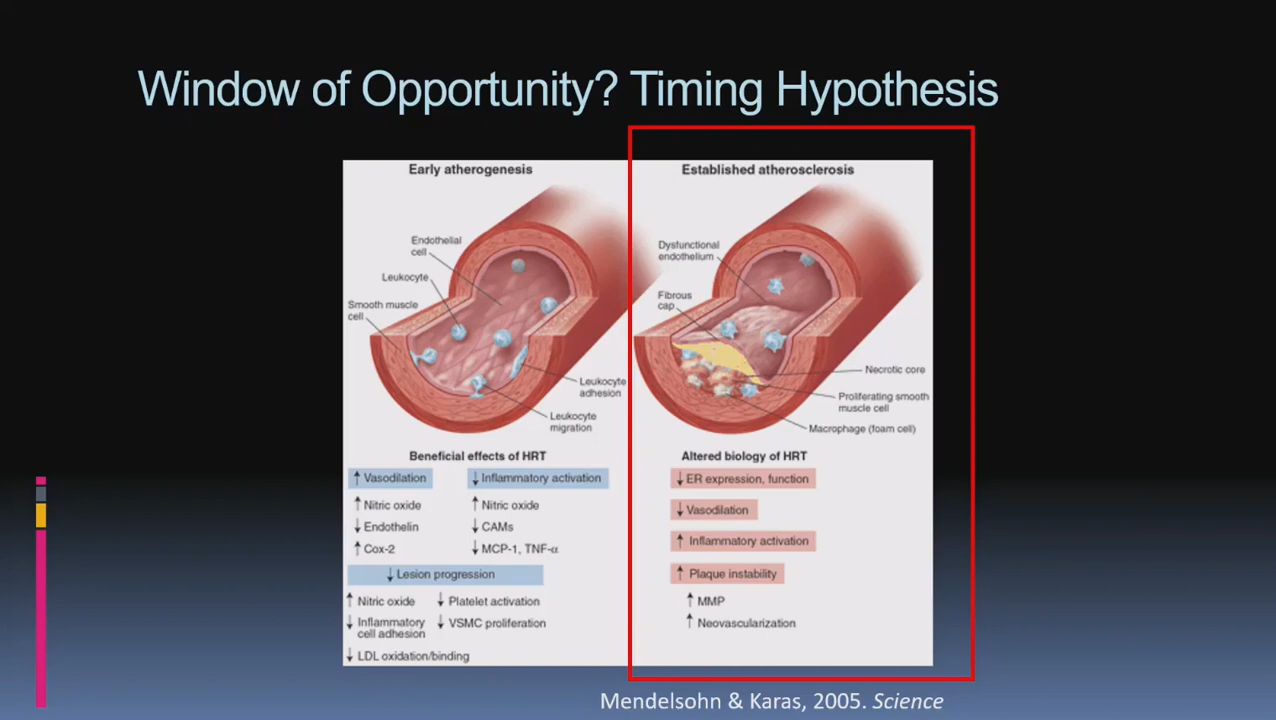 Window of Opportunity? Timing Hypothesis
Early atherogenesis
Endothelial
cell
Leukocyte
Smooth muscle
cell
Leukocyte
adhesion
Leukocyte
migration
Beneficial effects of HRT
↑ Vasodilation
↓ Inflammatory activation
↑ Nitric oxide
↑ Nitric oxide
↓ Endothelin
↓ CAMs
↑ Cox-2
↓ MCP-1, TNF-α
↓ Lesion progression
↑ Nitric oxide
↓ Platelet activation
↓ Inflammatory
cell adhesion
↓ VSMC proliferation
↓ LDL oxidation/binding
Established atherosclerosis
Dysfunctional
endothelium
Fibrous
cap
Necrotic core
Proliferating smooth
muscle cell
Macrophage (foam cell)
Altered biology of HRT
↓ ER expression, function
↓ Vasodilation
↑ Inflammatory activation
↑ Plaque instability
↑ MMP
↑ Neovascularization
Mendelsohn & Karas, 2005. Science